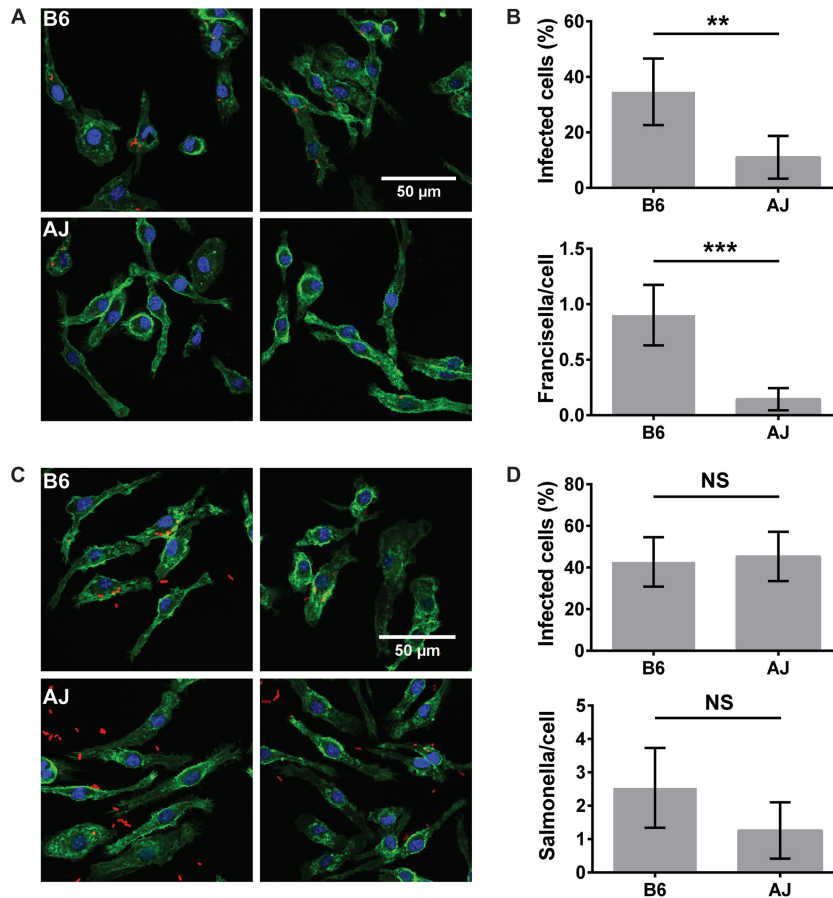 A
B6
50 µm
AJ
B
Infected cells (%)
60
40
20
0
**
B6
AJ
Francisella/cell
1.5
1.0
0.5
0.0
***
B6
AJ
C
B6
50 µm
AJ
D
Infected cells (%)
80
60
40
20
0
NS
B6
AJ
Salmonella/cell
5
4
3
2
1
0
NS
B6
AJ